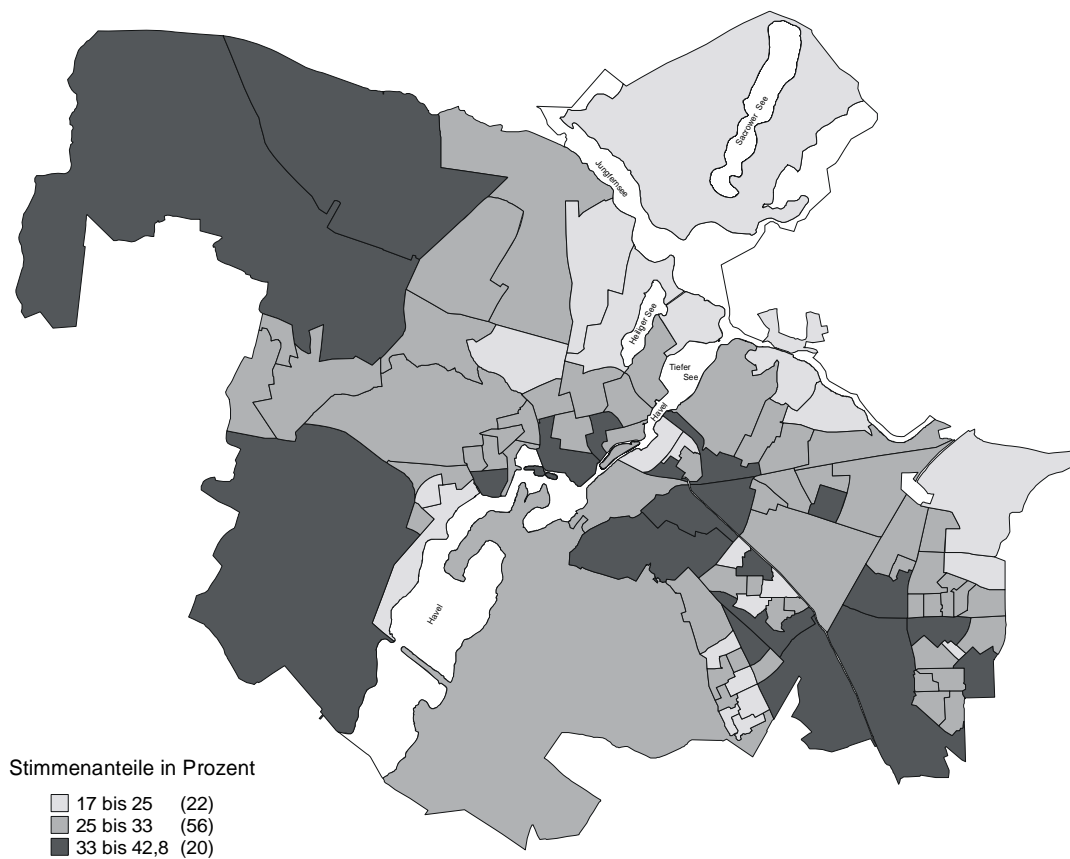 Sacrower See
Jungfernsee
Heiliger See
Tiefer
See
Havel
Havel
Stimmenanteile in Prozent
17 bis 25 (22)
25 bis 33 (56)
33 bis 42,8 (20)